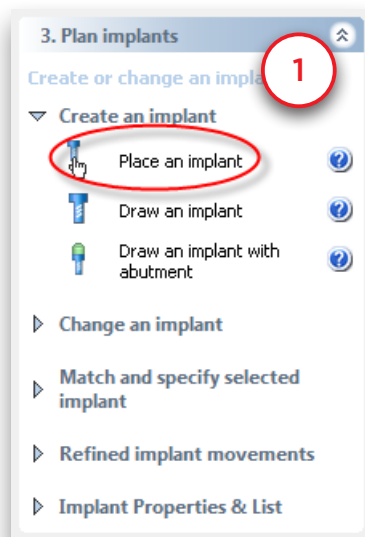 3. Plan implants
1
Create or change an impla
Create an implant
Place an implant
Draw an implant
Draw an implant with
abutment
Change an implant
Match and specify selected
implant
Refined implant movements
Implant Properties & List